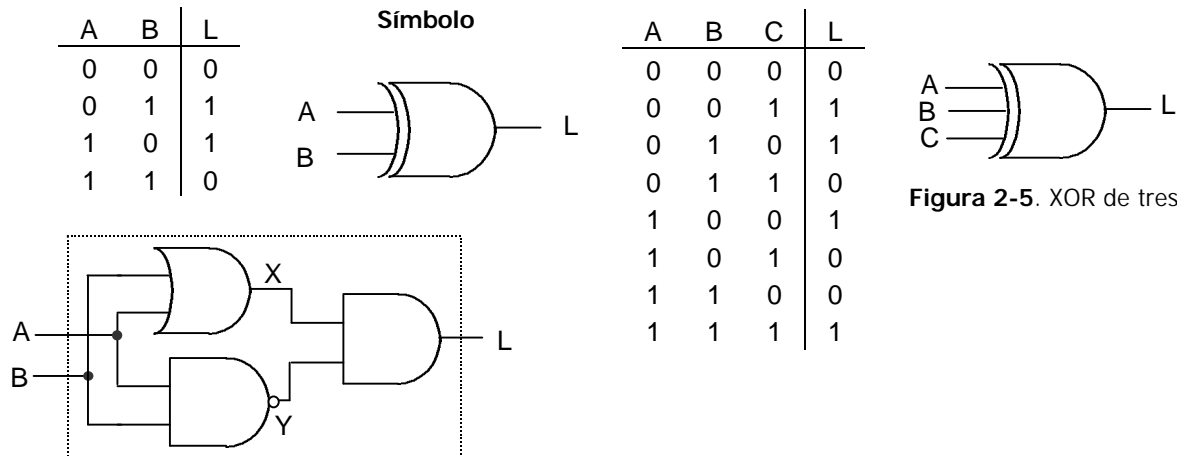 A B L
0 0 0
0 1 1
1 0 1
1 1 0
Símbolo
A
B
L
A B C L
0 0 0 0
0 0 1 1
0 1 0 1
0 1 1 0
1 0 0 1
1 0 1 0
1 1 0 0
1 1 1 1
A
B
C
L
Figura 2-5. XOR de tres
A
B
X
Y
L